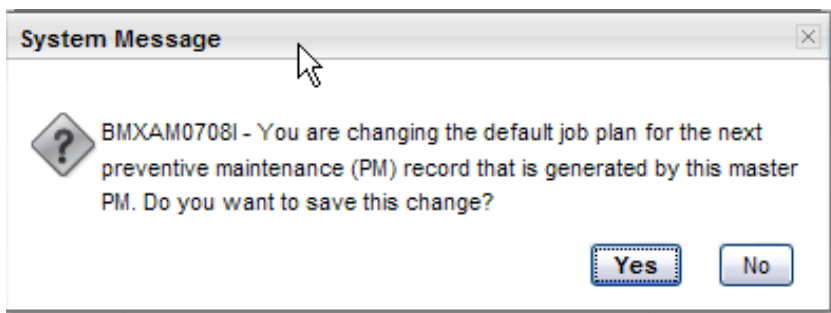 System Message
BMXAM0708I - You are changing the default job plan for the next
preventive maintenance (PM) record that is generated by this master
PM. Do you want to save this change?
Yes No